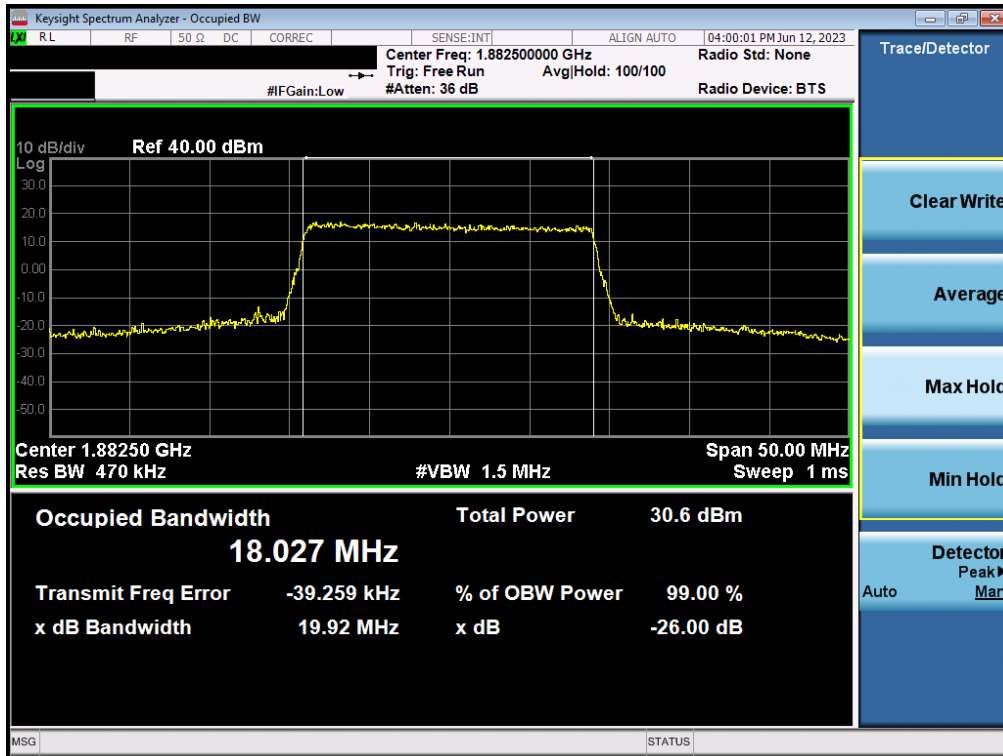 Keysight Spectrum Analyzer - Occupied BW
LXI RL RF 50 Ω DC CORREC SENSE:INT ALIGN AUTO 04:00:01 PM Jun 12, 2023
Center Freq: 1.882500000 GHz Radio Std: None
Trig: Free Run Avg|Hold: 100/100
#IFGain:Low #Atten: 36 dB Radio Device: BTS
Trace/Detector
10 dB/div Ref 40.00 dBm
Log
30.0
20.0
10.0
0.00
-10.0
-20.0
-30.0
-40.0
-50.0
Center 1.88250 GHz Span 50.00 MHz
Res BW 470 kHz #VBW 1.5 MHz Sweep 1 ms
Occupied Bandwidth Total Power 30.6 dBm
18.027 MHz
Transmit Freq Error -39.259 kHz % of OBW Power 99.00 %
x dB Bandwidth 19.92 MHz x dB -26.00 dB
Clear Write
Average
Max Hold
Min Hold
Detector
Peak▶
Auto Man
MSG STATUS